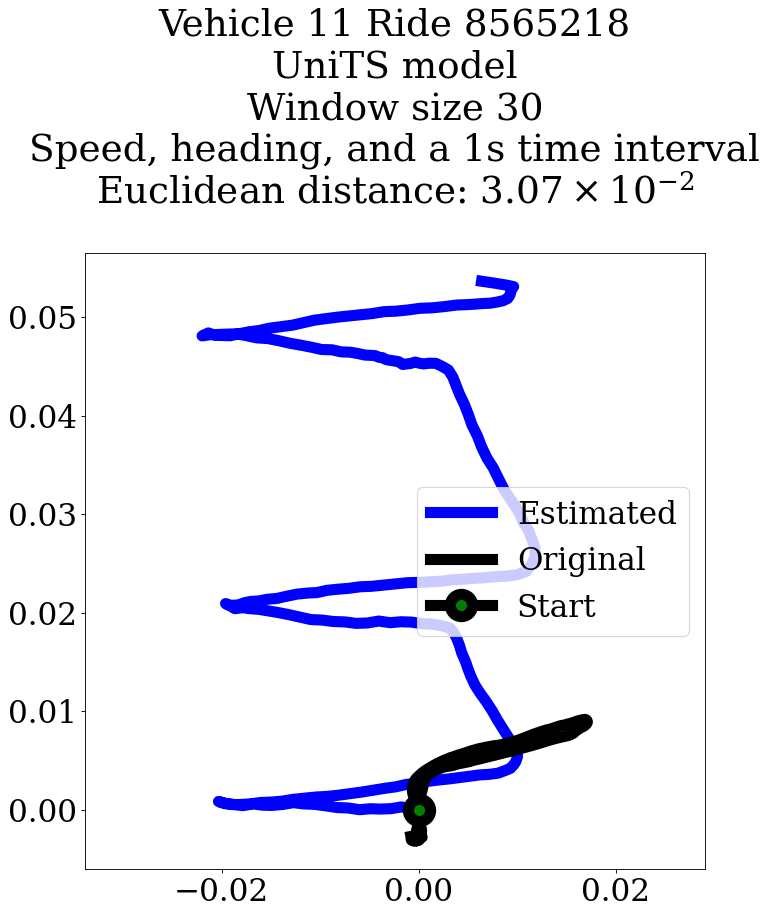 Vehicle 11 Ride 8565218
UniTS model
Window size 30
Speed, heading, and a 1s time interval
Euclidean distance: 3.07 × 10⁻²
0.05
0.04
0.03
0.02
0.01
0.00
Estimated
Original
Start
−0.02 0.00 0.02